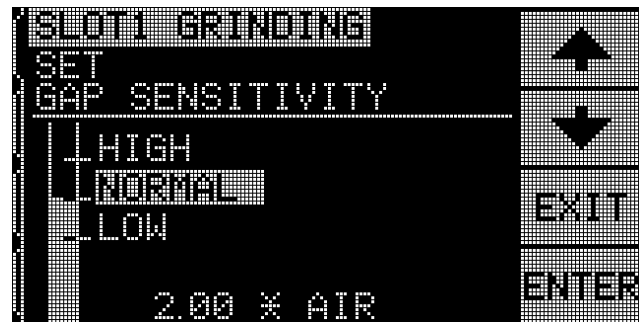 SLOT1 GRINDING
SET
GAP SENSITIVITY
HIGH
NORMAL
LOW
2.00 X AIR
EXIT
ENTER